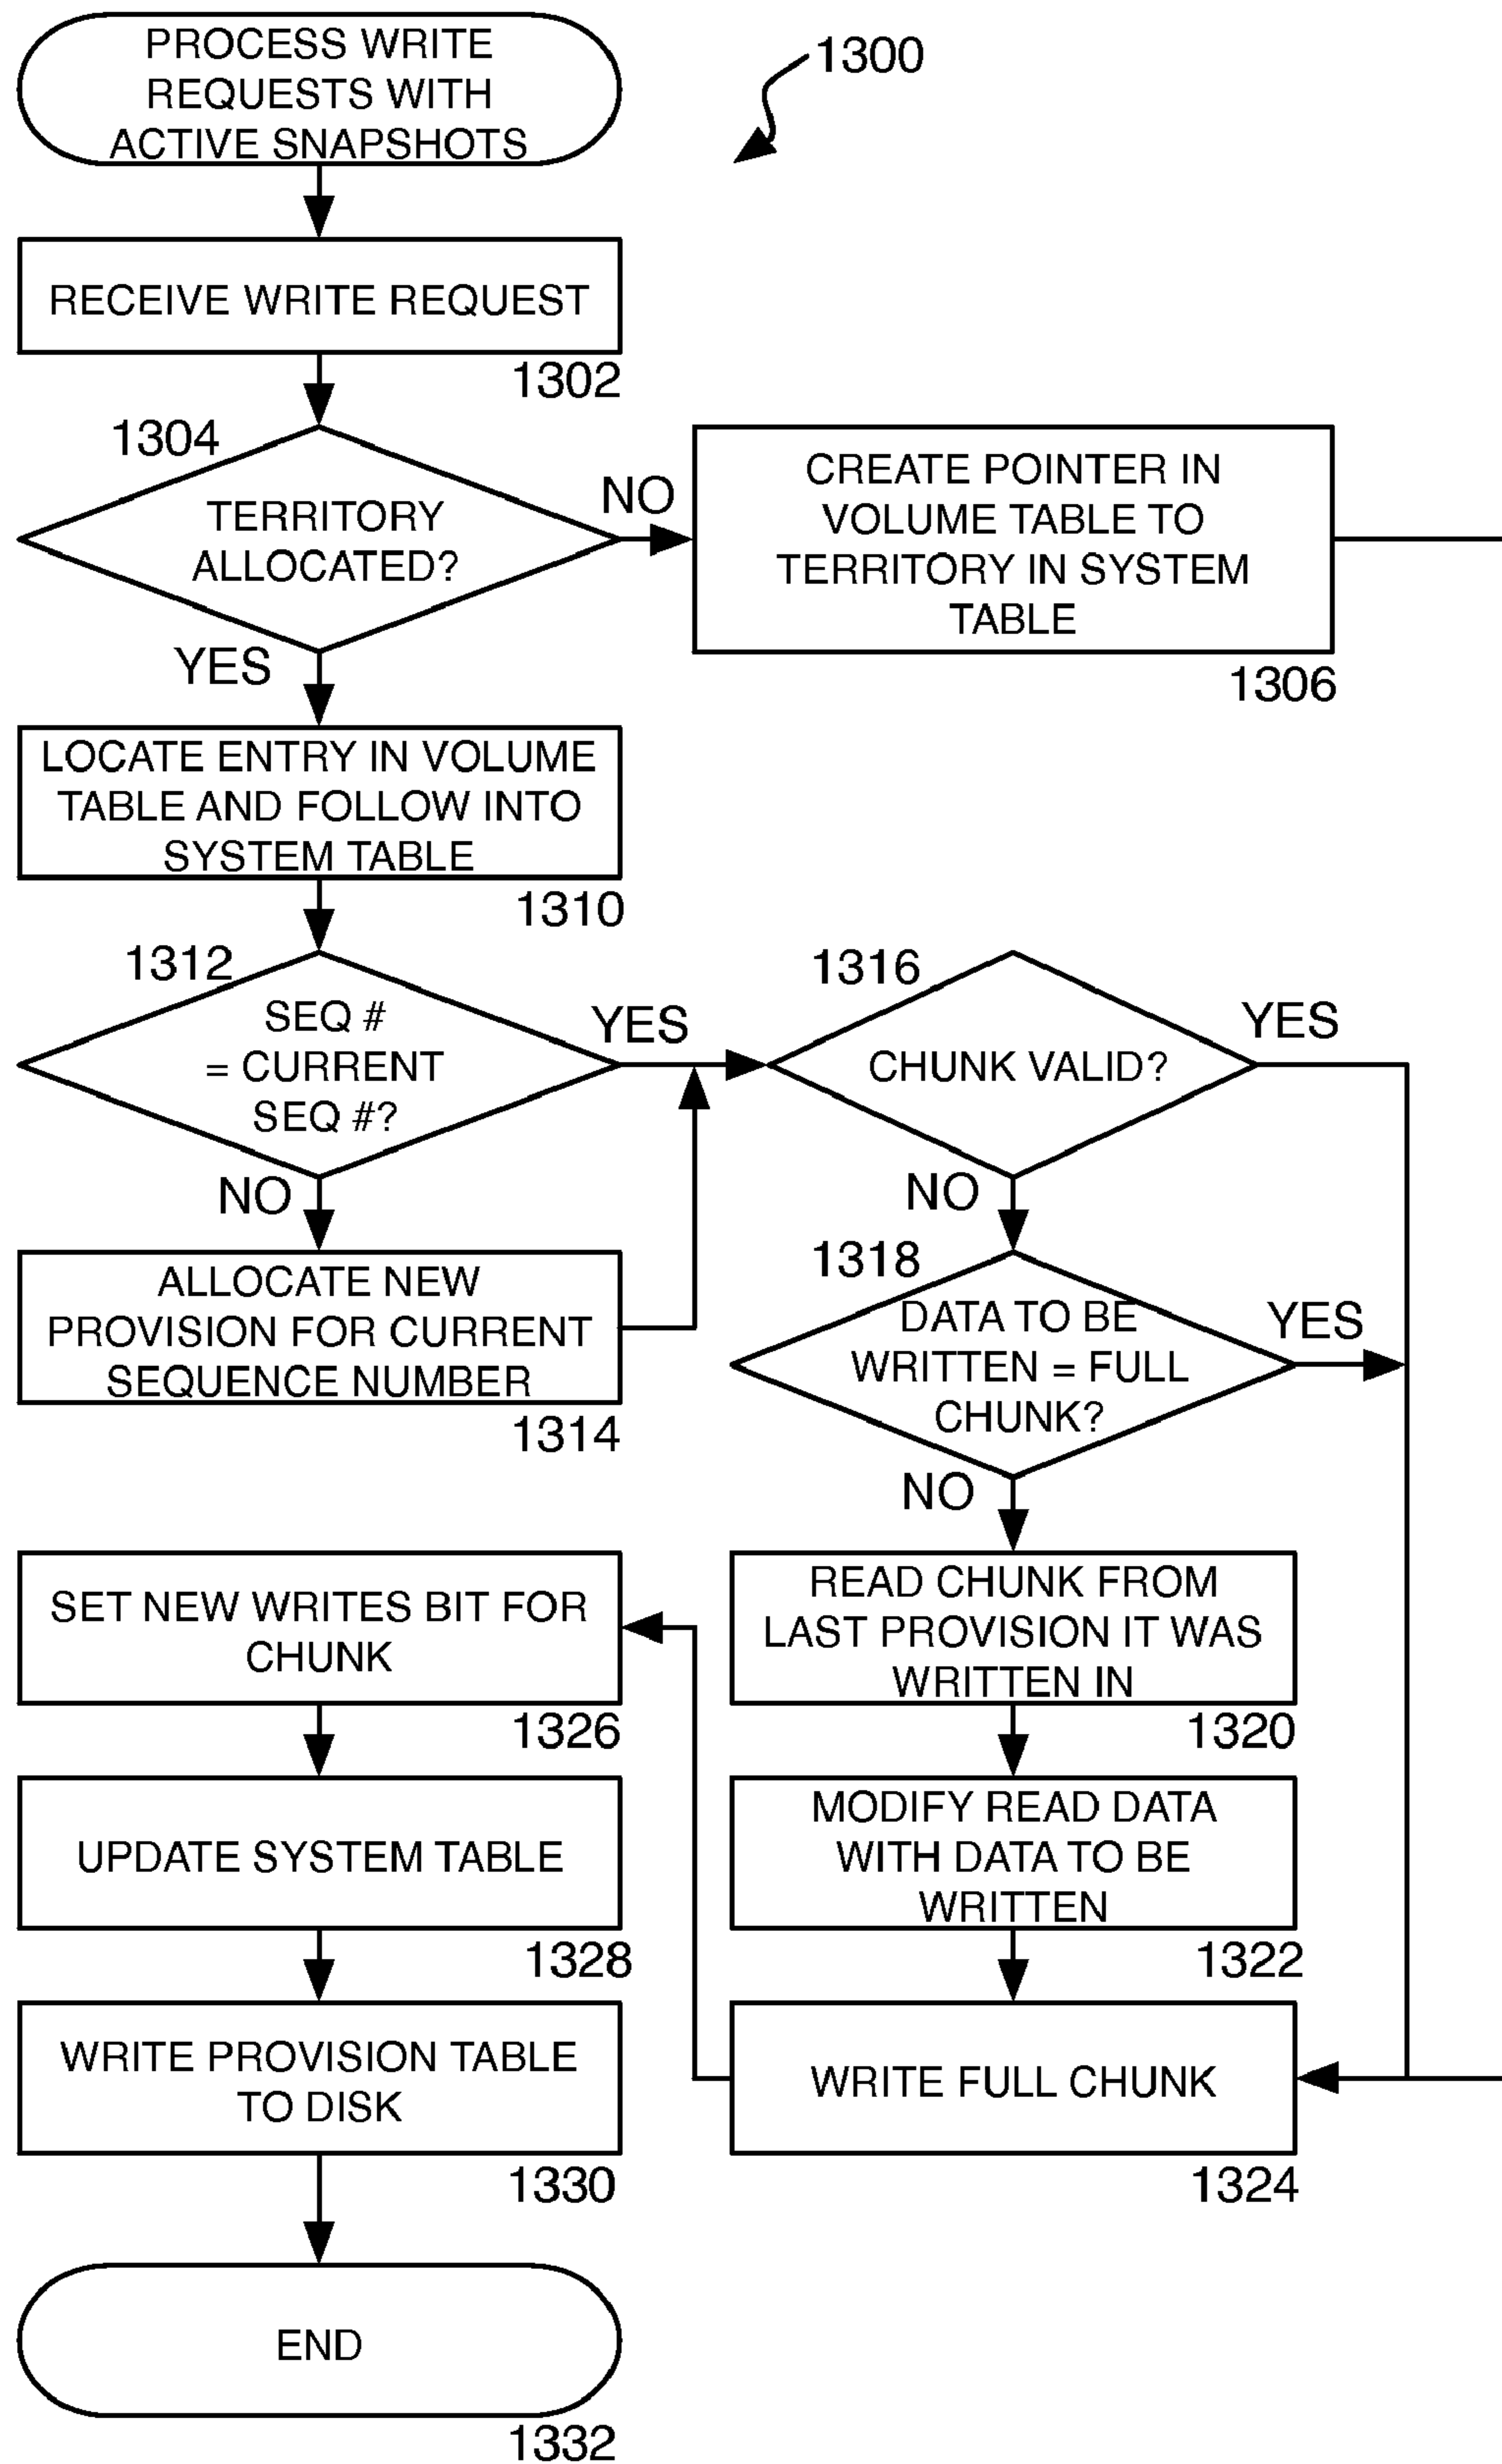 PROCESS WRITE
REQUESTS WITH
ACTIVE SNAPSHOTS
1300
RECEIVE WRITE REQUEST
1302
1304
TERRITORY
ALLOCATED?
NO
YES
CREATE POINTER IN
VOLUME TABLE TO
TERRITORY IN SYSTEM
TABLE
1306
LOCATE ENTRY IN VOLUME
TABLE AND FOLLOW INTO
SYSTEM TABLE
1310
1312
SEQ #
= CURRENT
SEQ #?
YES
NO
ALLOCATE NEW
PROVISION FOR CURRENT
SEQUENCE NUMBER
1314
1316
CHUNK VALID?
YES
NO
1318
DATA TO BE
WRITTEN = FULL
CHUNK?
YES
NO
READ CHUNK FROM
LAST PROVISION IT WAS
WRITTEN IN
1320
MODIFY READ DATA
WITH DATA TO BE
WRITTEN
1322
WRITE FULL CHUNK
1324
SET NEW WRITES BIT FOR
CHUNK
1326
UPDATE SYSTEM TABLE
1328
WRITE PROVISION TABLE
TO DISK
1330
END
1332